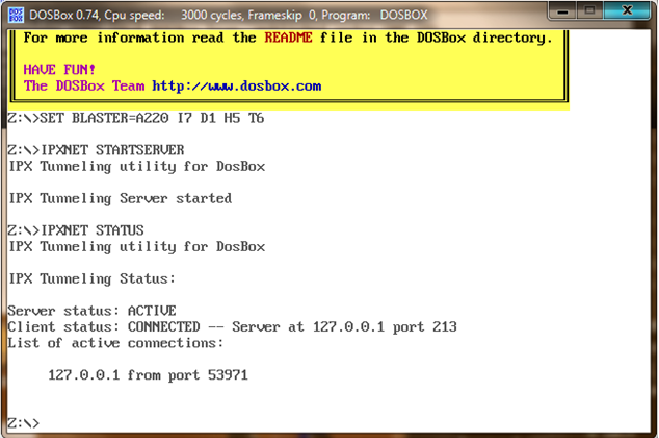 DOSBox 0.74, Cpu speed: 3000 cycles, Frameskip 0, Program: DOSBOX
For more information read the README file in the DOSBox directory.
HAVE FUN!
The DOSBox Team http://www.dosbox.com
Z:\>SET BLASTER=A220 I7 D1 H5 T6
Z:\>IPXNET STARTSERVER
IPX Tunneling utility for DosBox
IPX Tunneling Server started
Z:\>IPXNET STATUS
IPX Tunneling utility for DosBox
IPX Tunneling Status:
Server status: ACTIVE
Client status: CONNECTED -- Server at 127.0.0.1 port 213
List of active connections:
127.0.0.1 from port 53971
Z:\>